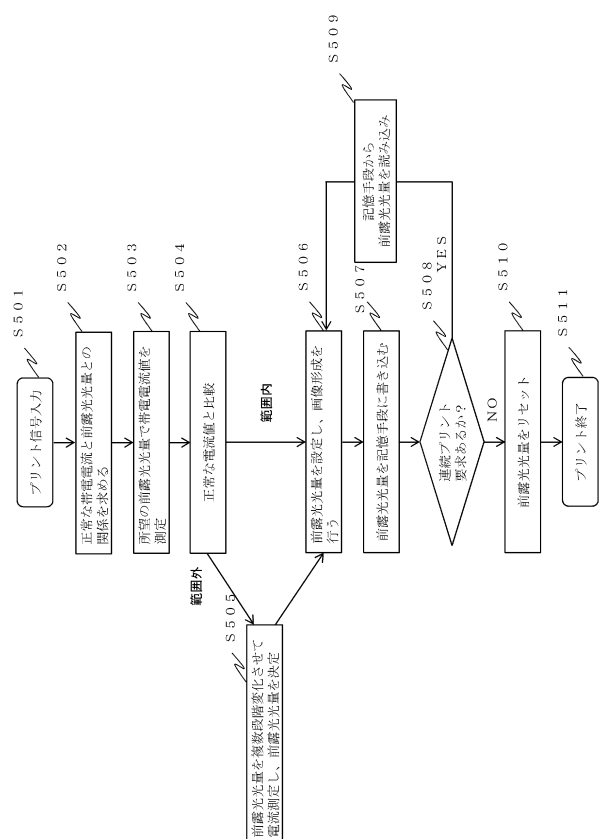 S501
プリント信号入力
S502
正常な帯電電流と前露光光量との
関係を求める
S503
所望の前露光光量で帯電電流値を
測定
S504
正常な電流値と比較
範囲外
範囲内
S505
前露光光量を複数段階変化させて
電流測定し、前露光光量を決定
S506
前露光光量を設定し、画像形成を
行う
S507
前露光光量を記憶手段に書き込む
S508
連続プリント
要求あるか?
YES
S509
記憶手段から
前露光光量を読み込み
NO
S510
前露光光量をリセット
S511
プリント終了